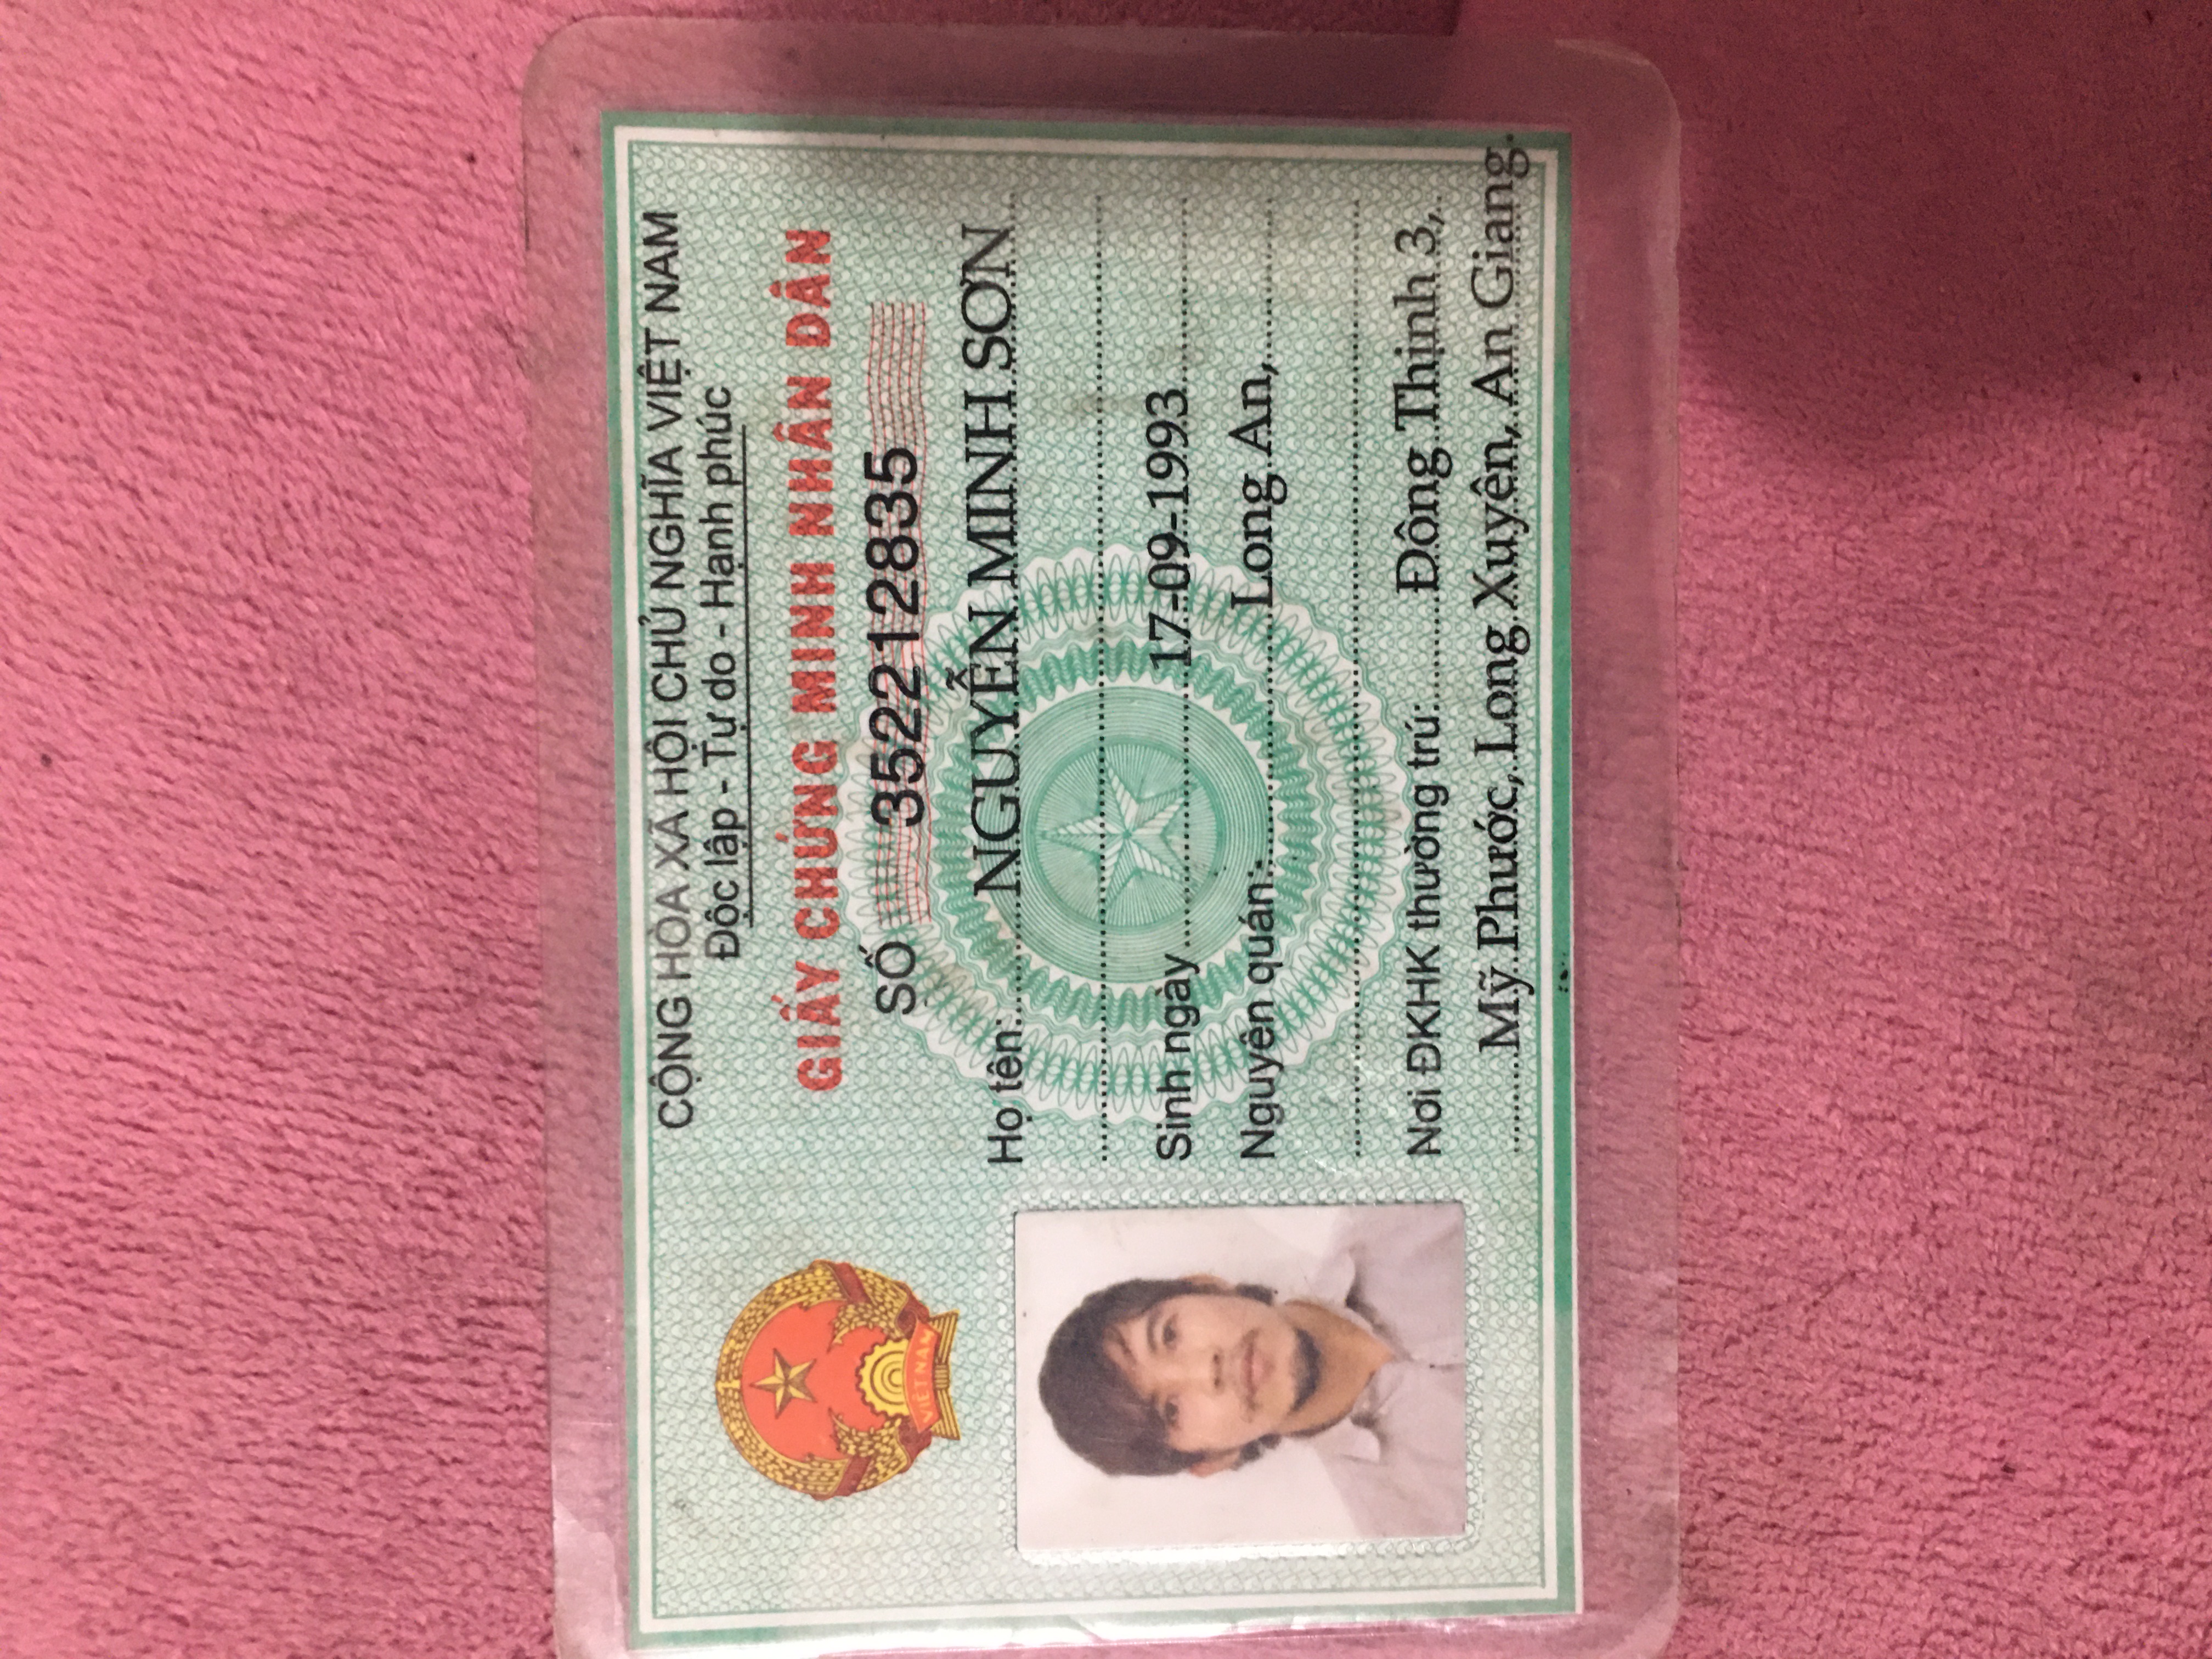 CỘNG HÒA XÃ HỘI CHỦ NGHĨA VIỆT NAM
Độc lập - Tự do - Hạnh phúc
GIẤY CHỨNG MINH NHÂN DÂN
SỐ 352212835
Họ tên: NGUYỄN MINH SƠN
Sinh ngày 17-09-1993
Nguyên quán: Long An,
Nơi ĐKHK thường trú: Đông Thịnh 3,
Mỹ Phước, Long Xuyên, An Giang.
VIỆT NAM